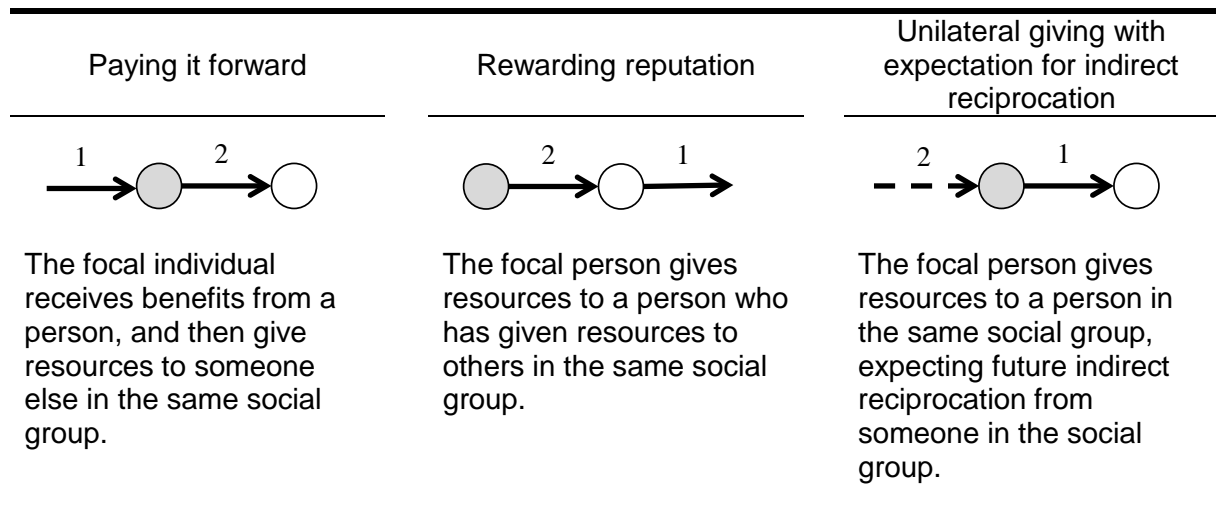 Paying it forward
Rewarding reputation
Unilateral giving with
expectation for indirect
reciprocation
1
2
2
1
2
1
The focal individual
receives benefits from a
person, and then give
resources to someone
else in the same social
group.
The focal person gives
resources to a person who
has given resources to
others in the same social
group.
The focal person gives
resources to a person in
the same social group,
expecting future indirect
reciprocation from
someone in the social
group.